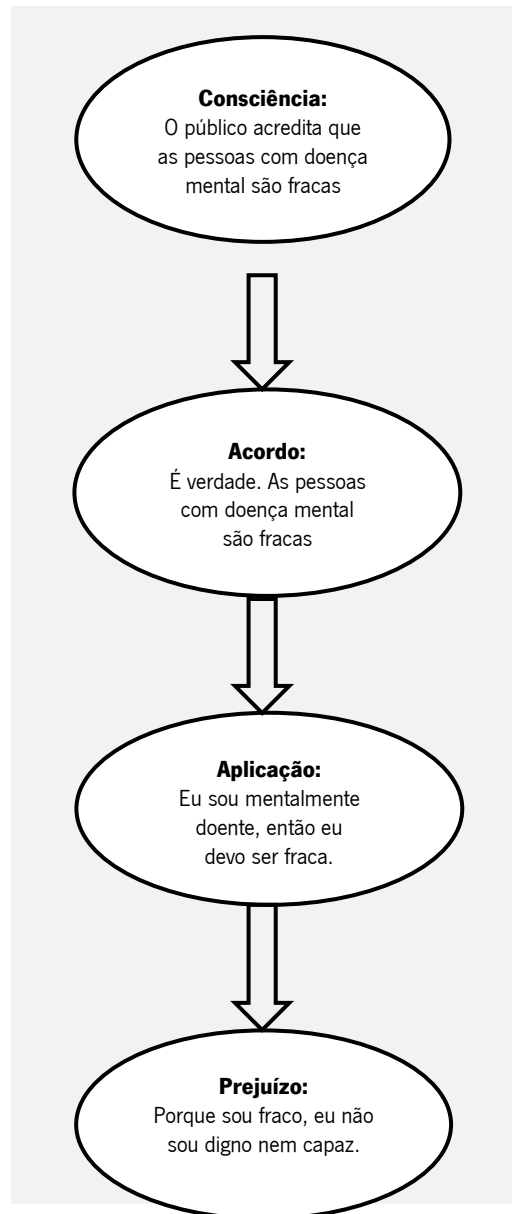 Consciência:
O público acredita que
as pessoas com doença
mental são fracas
Acordo:
É verdade. As pessoas
com doença mental
são fracas
Aplicação:
Eu sou mentalmente
doente, então eu
devo ser fraca.
Prejuízo:
Porque sou fraco, eu não
sou digno nem capaz.